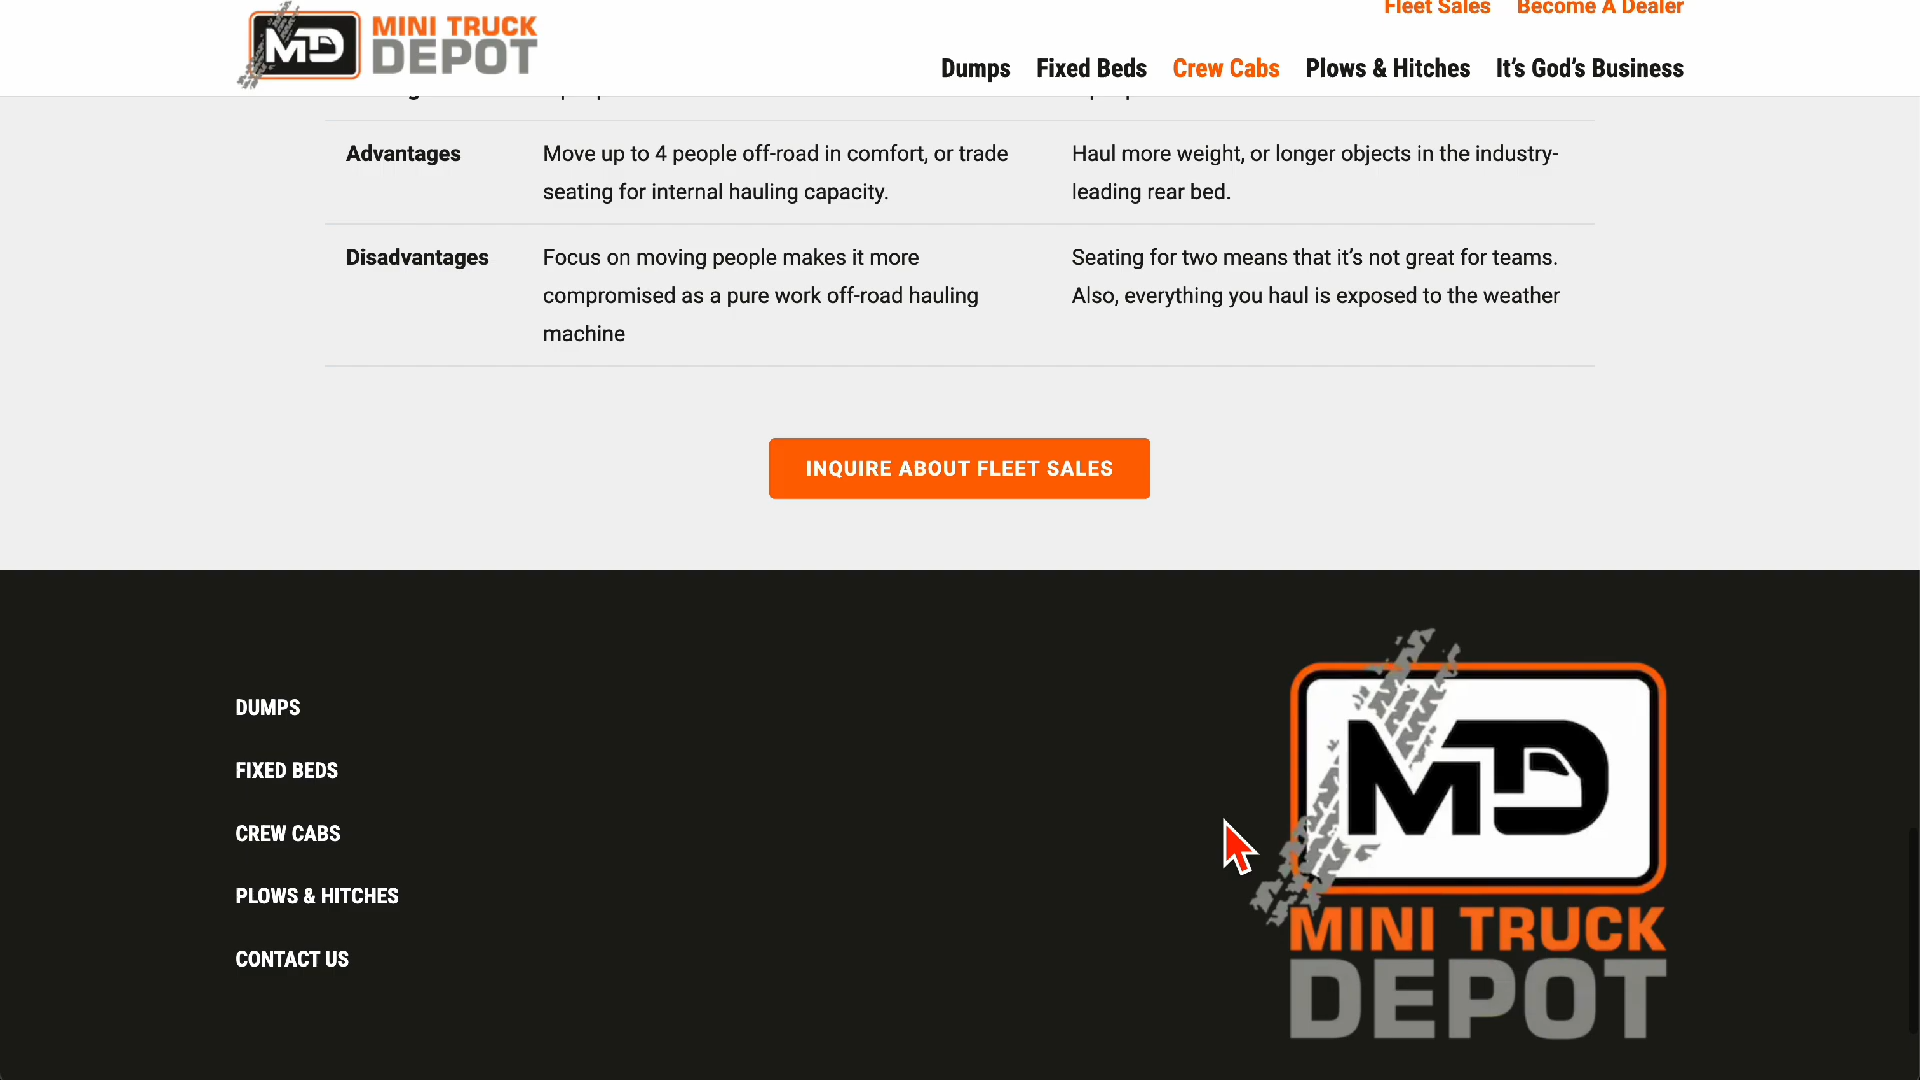 Fleet Sales Become A Dealer
MD MINI TRUCK
DEPOT
Dumps Fixed Beds Crew Cabs Plows & Hitches It’s God’s Business
Advantages
Move up to 4 people off-road in comfort, or trade
seating for internal hauling capacity.
Haul more weight, or longer objects in the industry-
leading rear bed.
Disadvantages
Focus on moving people makes it more
compromised as a pure work off-road hauling
machine
Seating for two means that it’s not great for teams.
Also, everything you haul is exposed to the weather
INQUIRE ABOUT FLEET SALES
DUMPS
FIXED BEDS
CREW CABS
PLOWS & HITCHES
CONTACT US
MD
MINI TRUCK
DEPOT